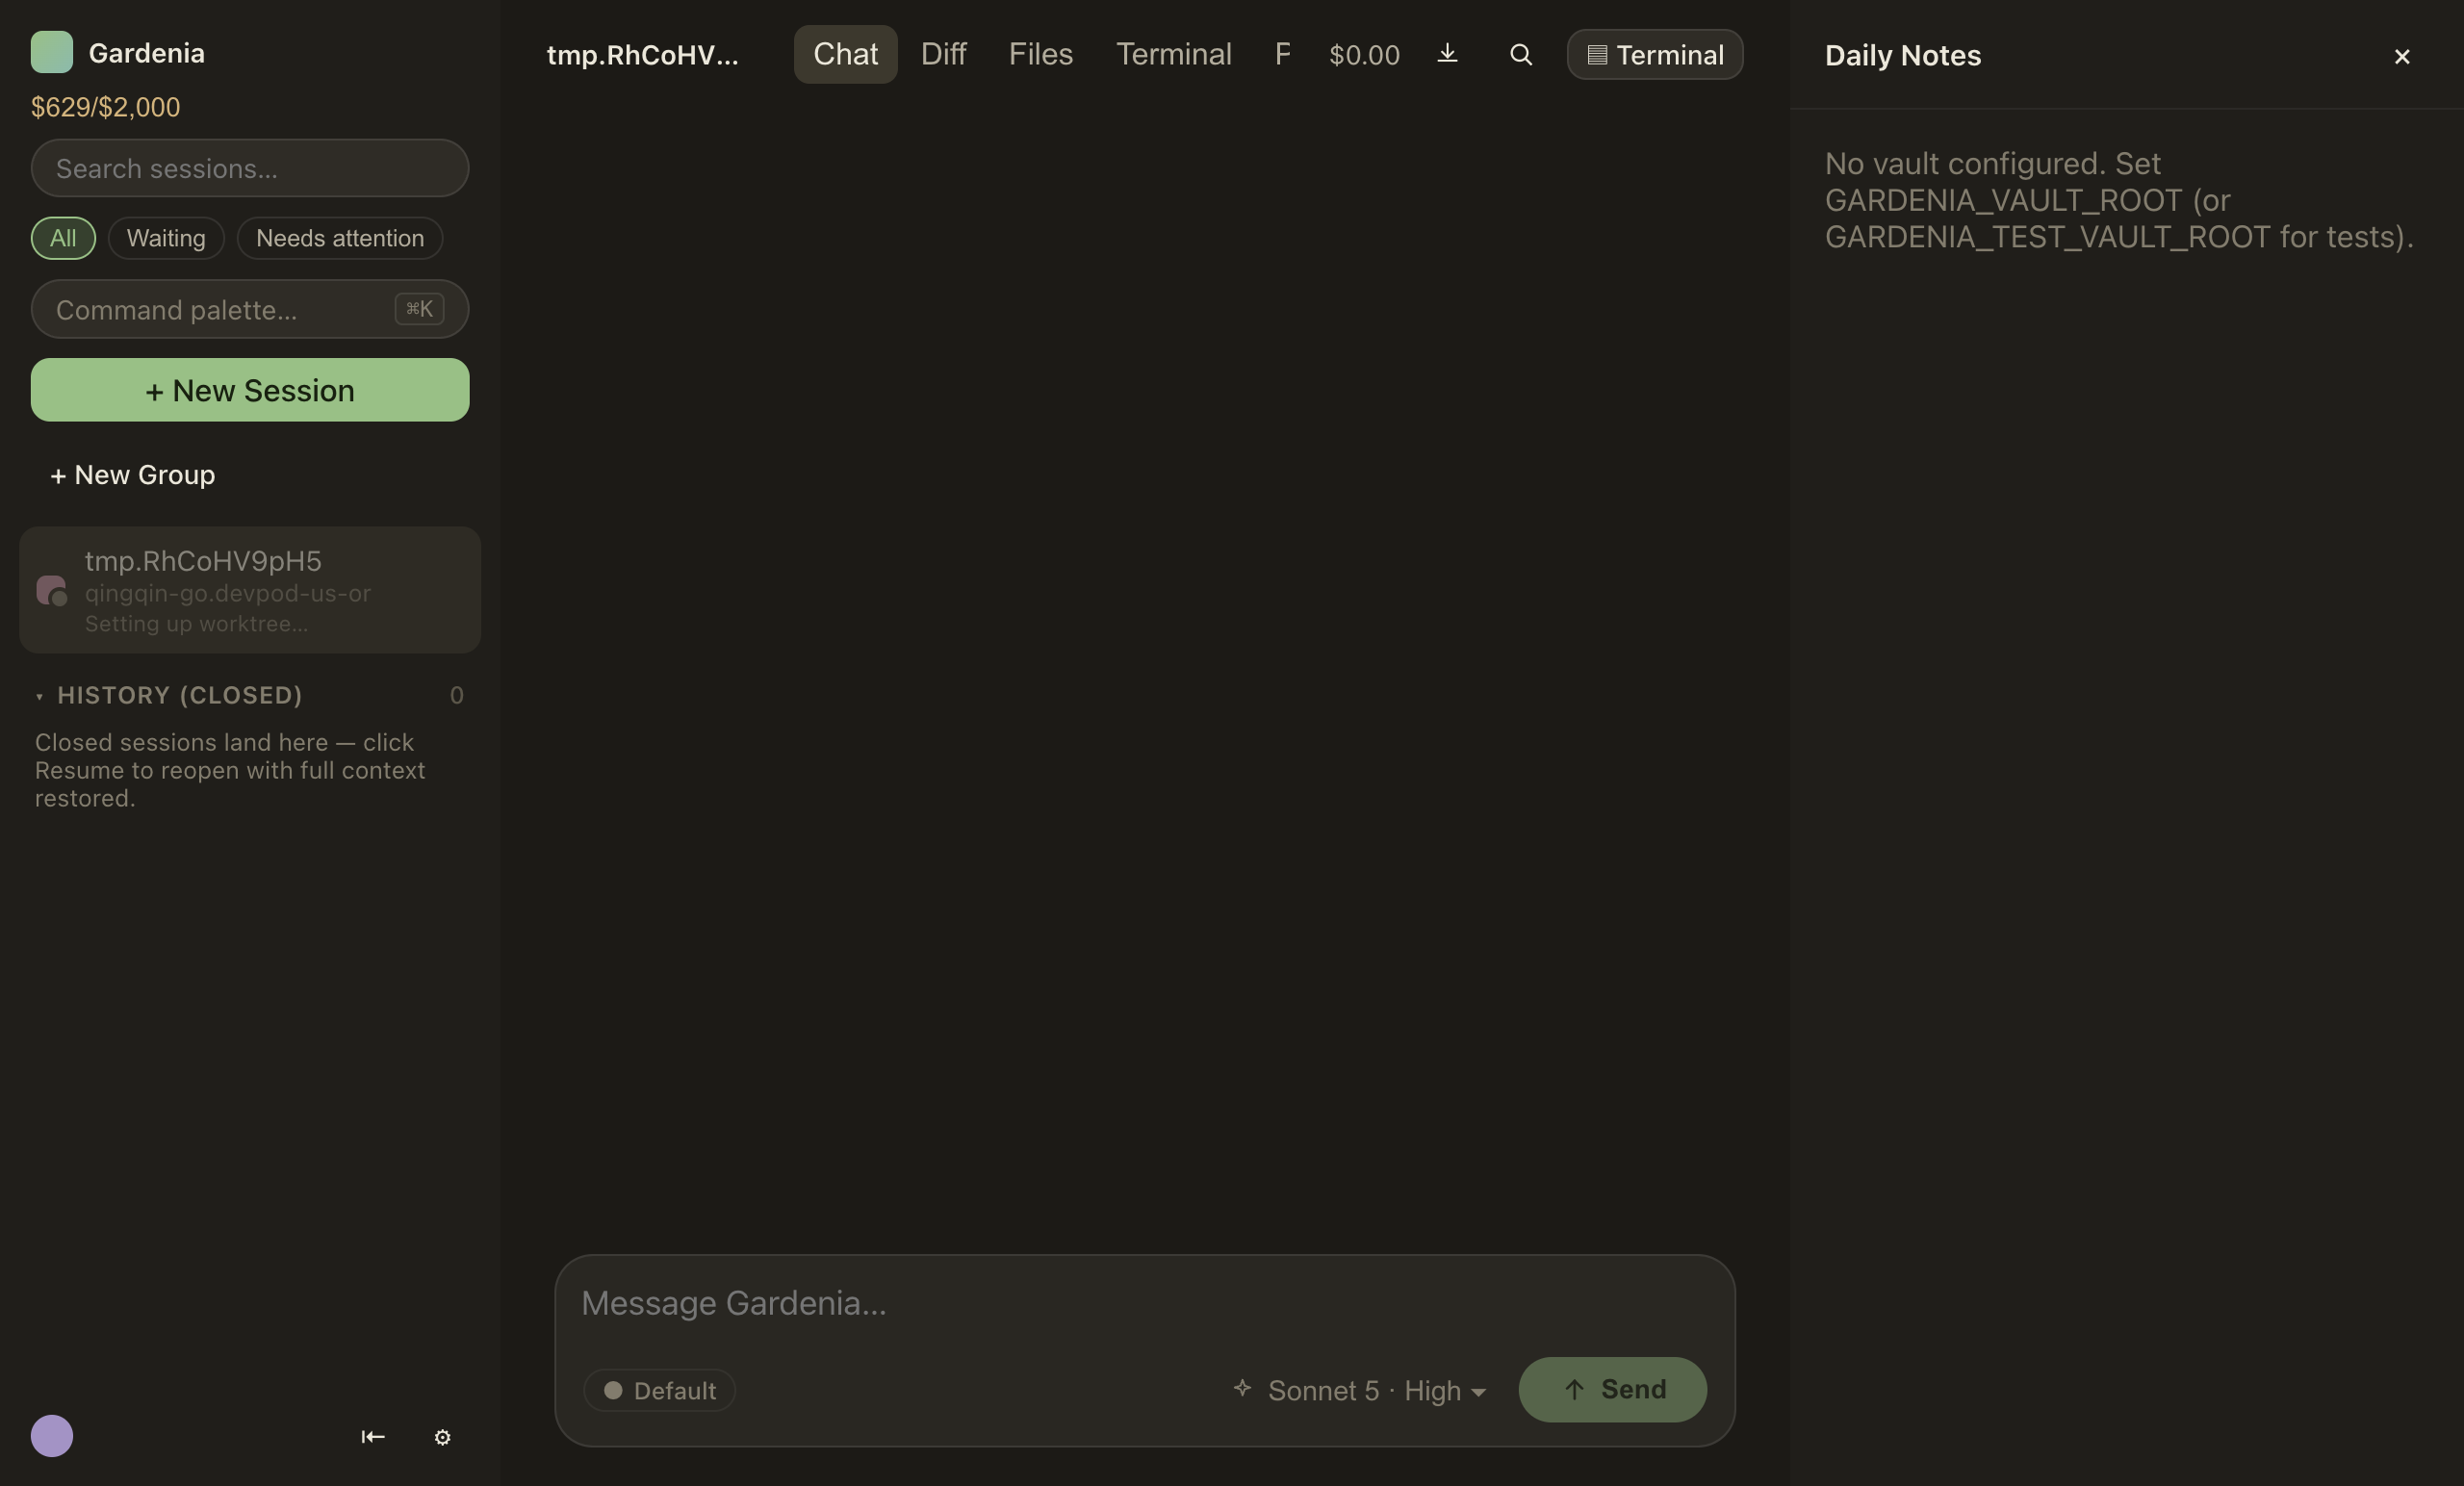 Gardenia
$629/$2,000
Search sessions...
All Waiting Needs attention
Command palette... ⌘K
+ New Session
+ New Group
tmp.RhCoHV9pH5
qingqin-go.devpod-us-or
Setting up worktree...
HISTORY (CLOSED) 0
Closed sessions land here — click
Resume to reopen with full context
restored.
tmp.RhCoHV... Chat Diff Files Terminal F $0.00 Terminal
Message Gardenia...
Default Sonnet 5 · High Send
Daily Notes ×
No vault configured. Set
GARDENIA_VAULT_ROOT (or
GARDENIA_TEST_VAULT_ROOT for tests).